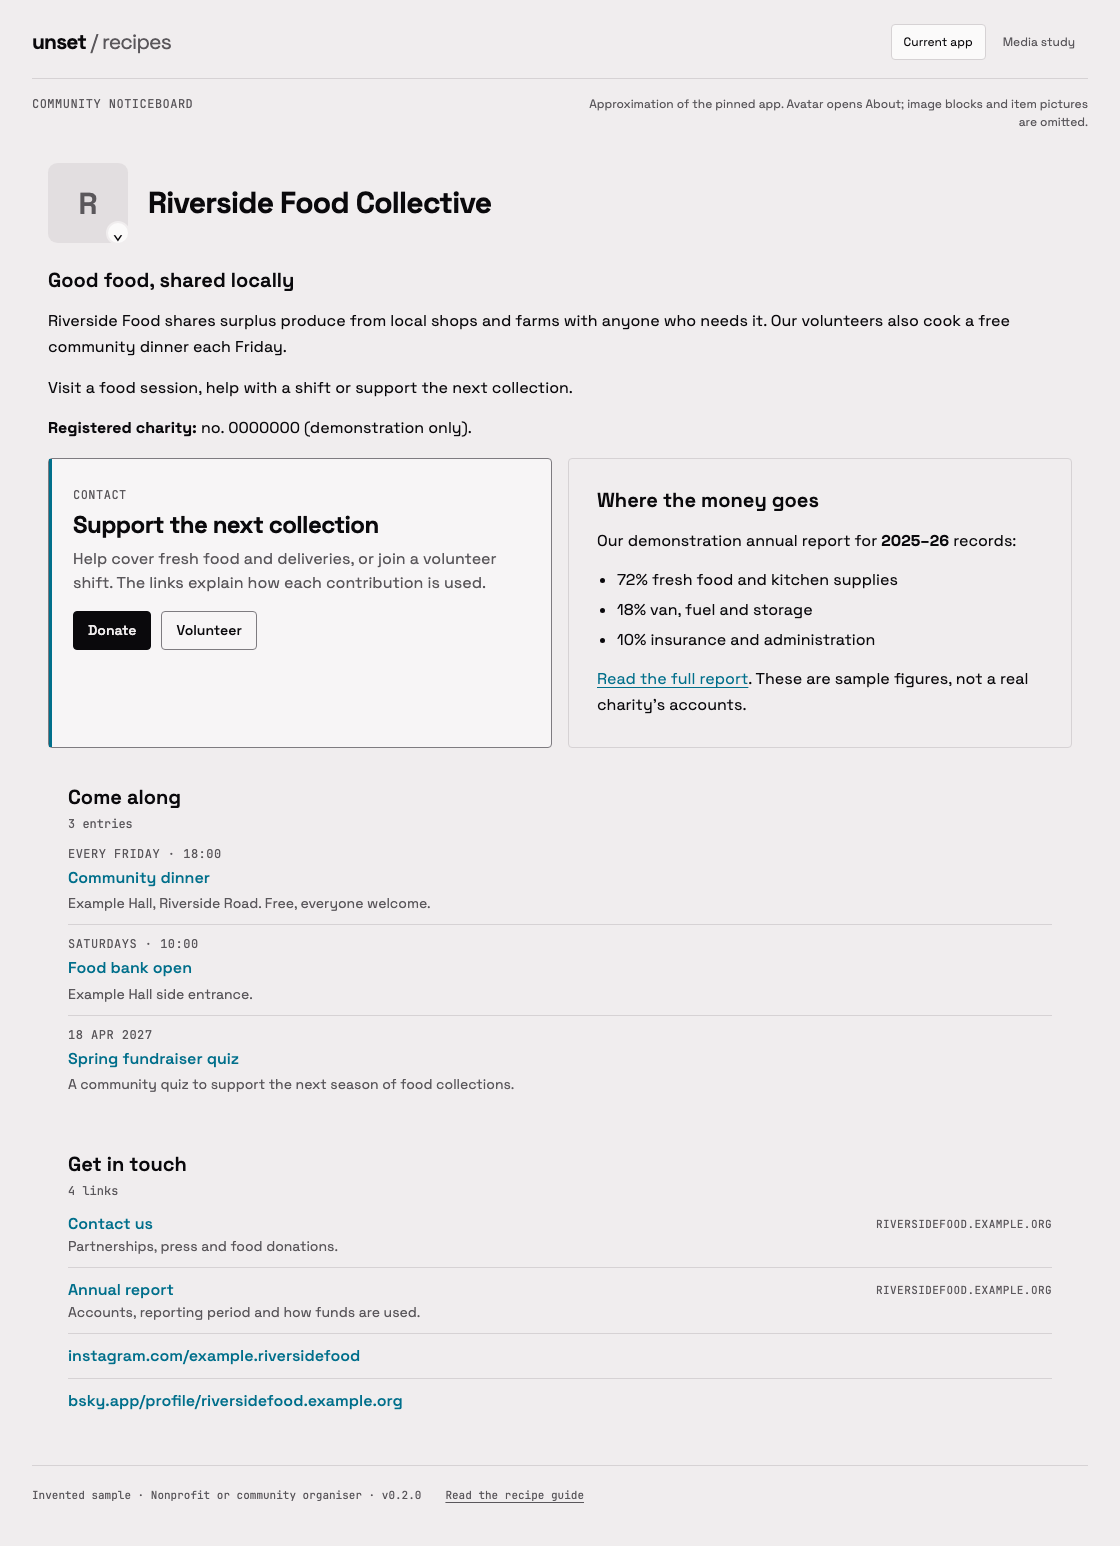 unset / recipes
Current app
Media study
COMMUNITY NOTICEBOARD
Approximation of the pinned app. Avatar opens About; image blocks and item pictures
are omitted.
R
Riverside Food Collective
Good food, shared locally
Riverside Food shares surplus produce from local shops and farms with anyone who needs it. Our volunteers also cook a free
community dinner each Friday.
Visit a food session, help with a shift or support the next collection.
Registered charity: no. 0000000 (demonstration only).
CONTACT
Support the next collection
Help cover fresh food and deliveries, or join a volunteer
shift. The links explain how each contribution is used.
Donate
Volunteer
Where the money goes
Our demonstration annual report for 2025–26 records:
• 72% fresh food and kitchen supplies
• 18% van, fuel and storage
• 10% insurance and administration
Read the full report. These are sample figures, not a real
charity’s accounts.
Come along
3 entries
EVERY FRIDAY · 18:00
Community dinner
Example Hall, Riverside Road. Free, everyone welcome.
SATURDAYS · 10:00
Food bank open
Example Hall side entrance.
18 APR 2027
Spring fundraiser quiz
A community quiz to support the next season of food collections.
Get in touch
4 links
Contact us
RIVERSIDEFOOD.EXAMPLE.ORG
Partnerships, press and food donations.
Annual report
RIVERSIDEFOOD.EXAMPLE.ORG
Accounts, reporting period and how funds are used.
instagram.com/example.riversidefood
bsky.app/profile/riversidefood.example.org
Invented sample · Nonprofit or community organiser · v0.2.0
Read the recipe guide